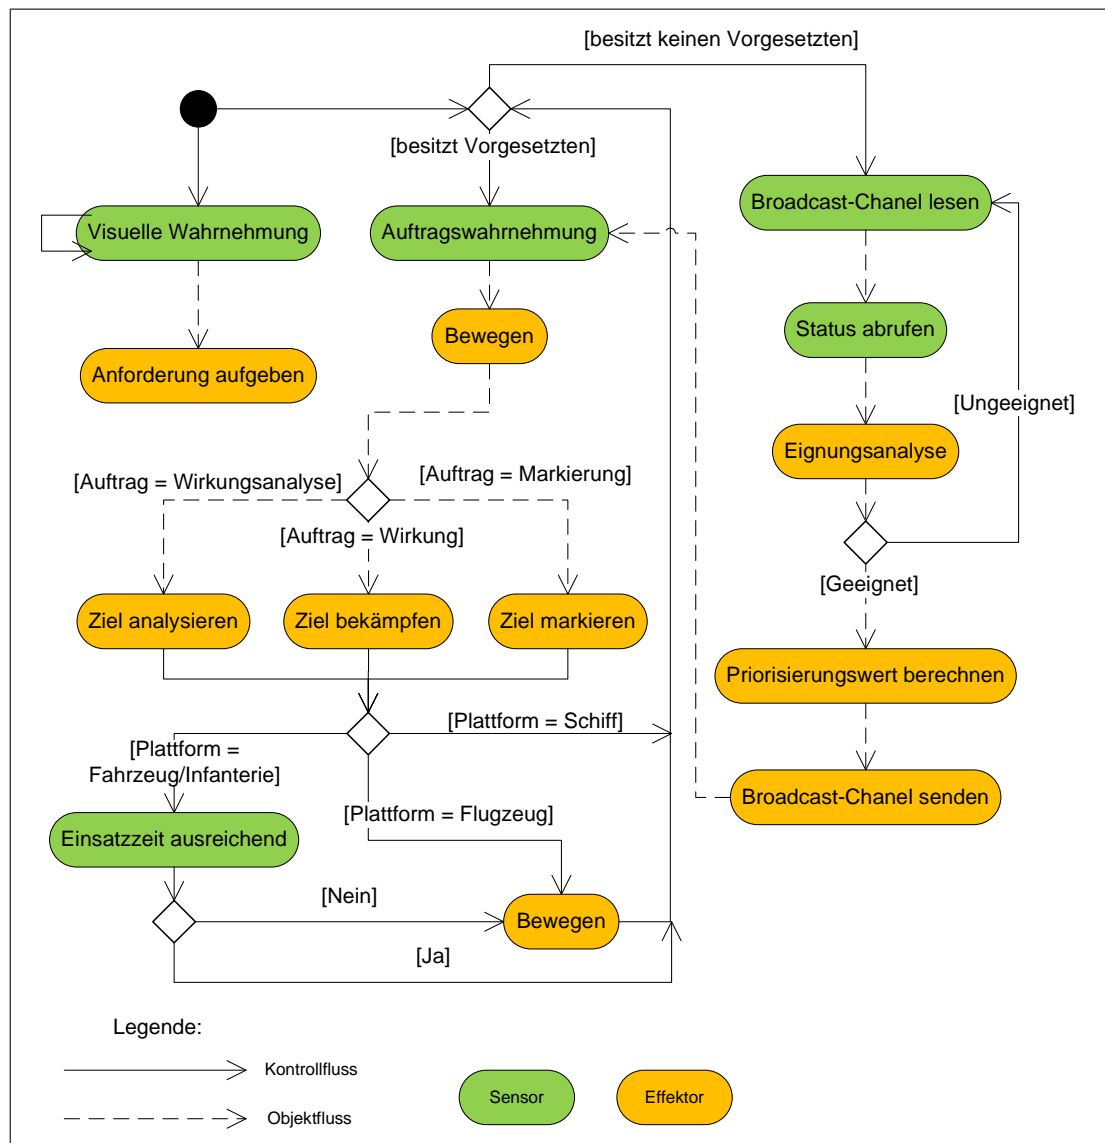 [besitzt keinen Vorgesetzten]
[besitzt Vorgesetzten]
Broadcast-Chanel lesen
Visuelle Wahrnehmung
Auftragswahrnehmung
Status abrufen
Bewegen
Anforderung aufgeben
[Ungeeignet]
Eignungsanalyse
[Auftrag = Wirkungsanalyse]
[Auftrag = Markierung]
[Auftrag = Wirkung]
[Geeignet]
Ziel analysieren
Ziel bekämpfen
Ziel markieren
Priorisierungswert berechnen
[Plattform = Schiff]
[Plattform =
Fahrzeug/Infanterie]
Broadcast-Chanel senden
[Plattform = Flugzeug]
Einsatzzeit ausreichend
[Nein]
Bewegen
[Ja]
Legende:
Kontrollfluss
Objektfluss
Sensor
Effektor